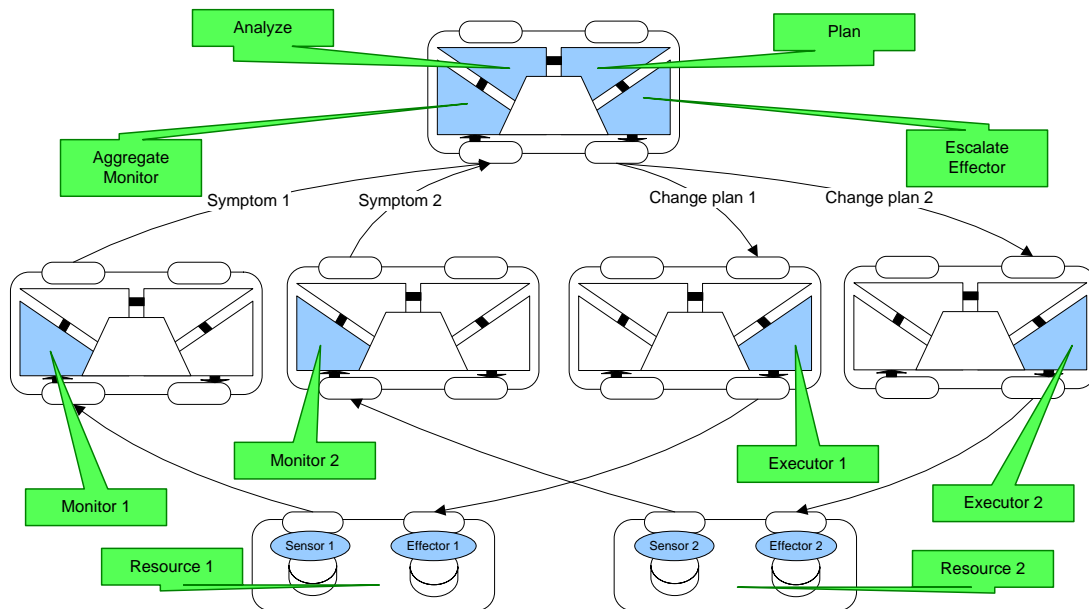 Analyze
Plan
Aggregate
Monitor
Escalate
Effector
Symptom 1
Symptom 2
Change plan 1
Change plan 2
Monitor 2
Executor 1
Monitor 1
Executor 2
Sensor 1
Effector 1
Sensor 2
Effector 2
Resource 1
Resource 2